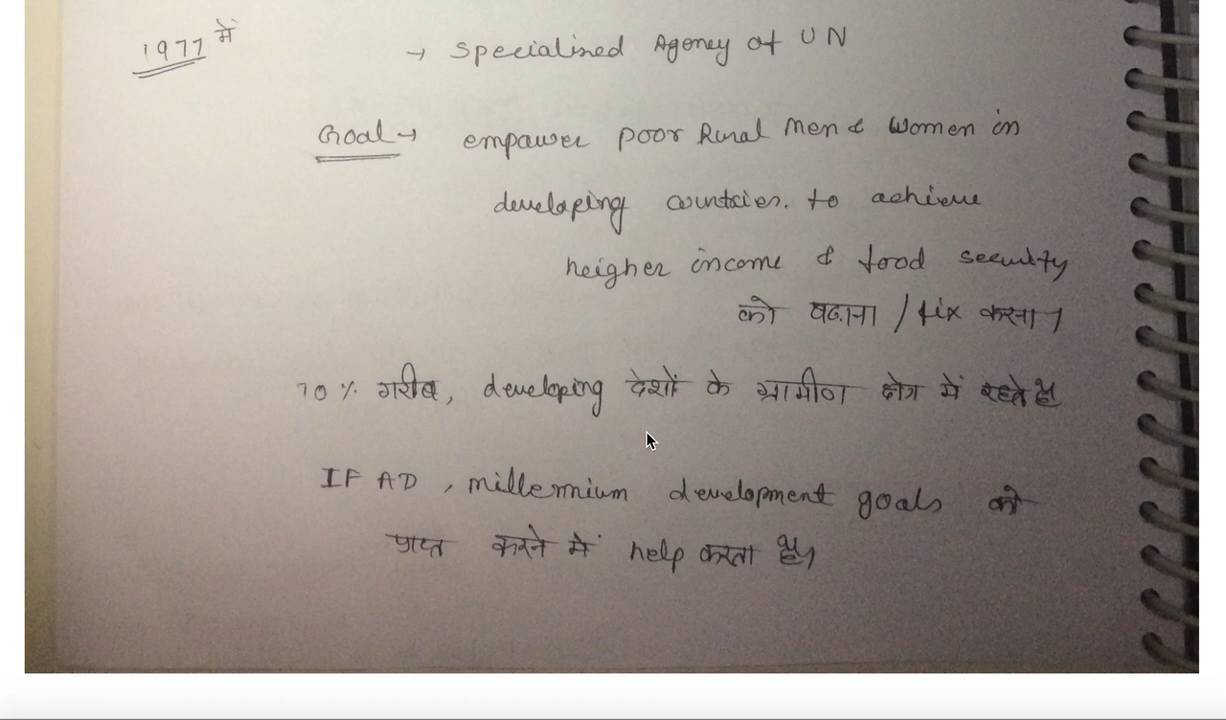 1977 में
→ Specialised Agency of UN
Goal → empower poor Rural Men & Women in
developing countries. to achieve
heigher income & food security
को बढाना / fix करना।
70% गरीब, developing देशों के ग्रामीण क्षेत्र में रहते है
IFAD, millennium development goals को
प्राप्त करने में help करता है।